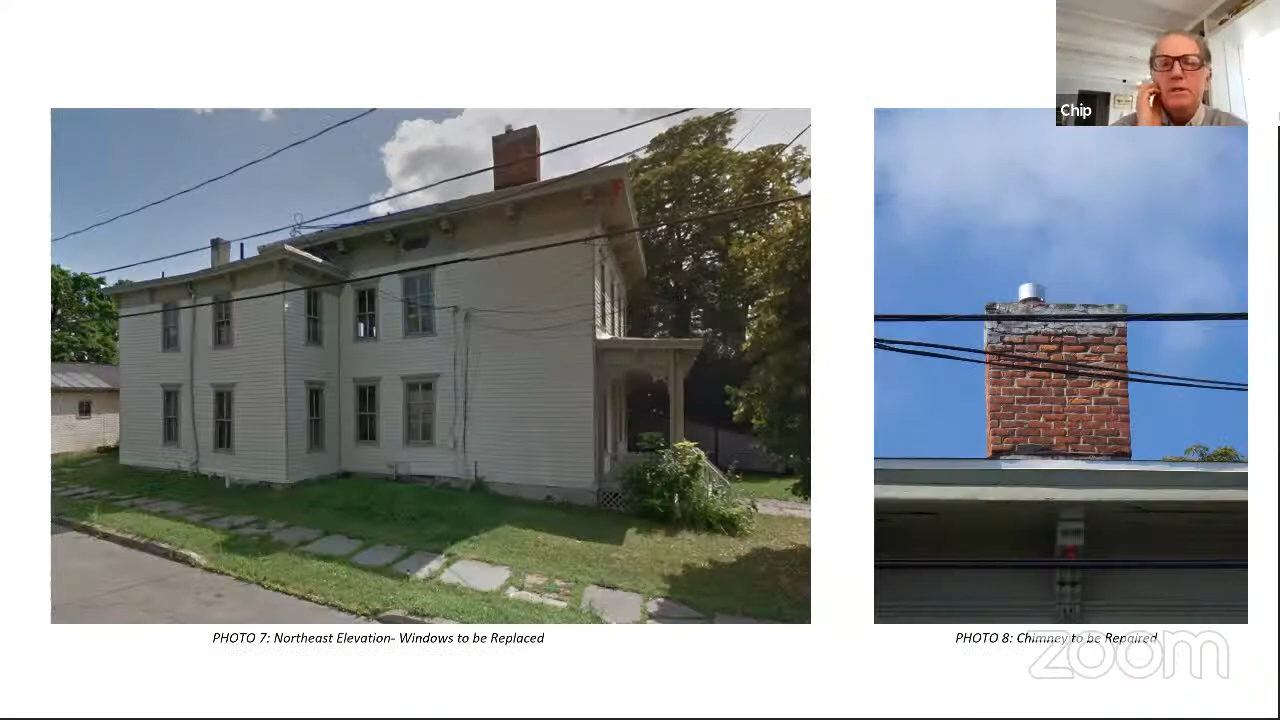 Chip
PHOTO 7: Northeast Elevation- Windows to be Replaced
PHOTO 8: Chimney to be Repaired
zoom